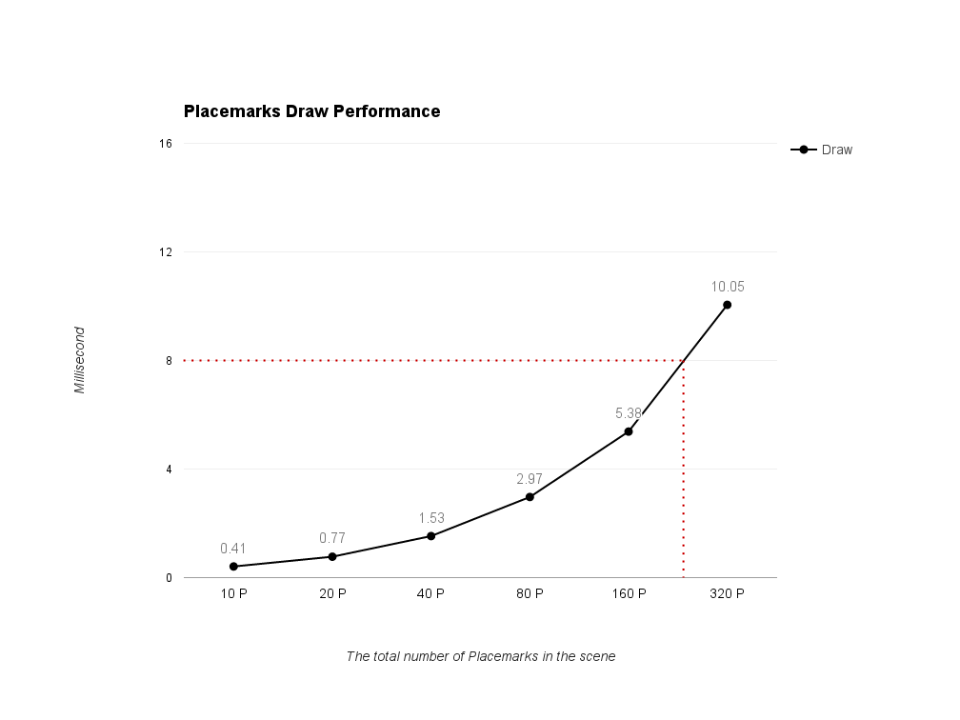 Placemarks Draw Performance
16
Draw
12
10.05
Millisecond
8
5.38
4
2.97
1.53
0.77
0.41
0
10 P 20 P 40 P 80 P 160 P 320 P
The total number of Placemarks in the scene